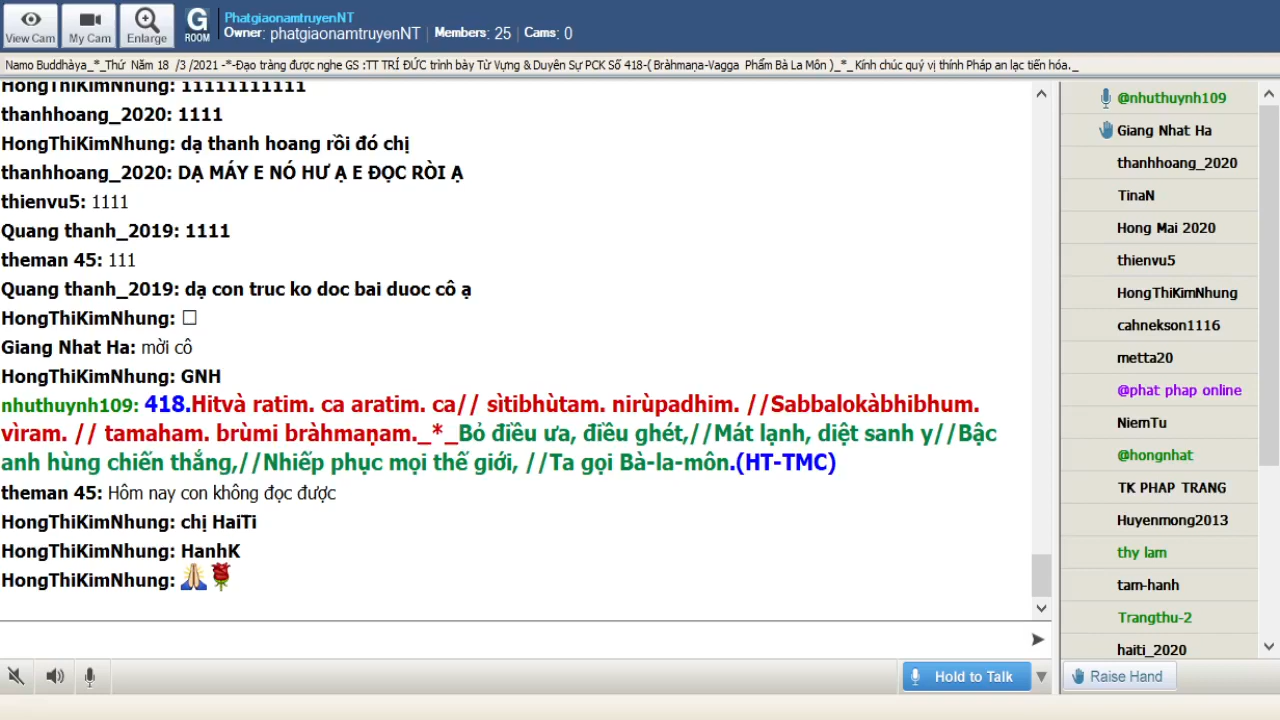 View Cam
My Cam
Enlarge
G
ROOM
PhatgiaonamtruyenNT
Owner: phatgiaonamtruyenNT | Members: 25 | Cams: 0
Namo Buddhàya_*_Thứ Năm 18 /3 /2021 -*-Đạo tràng được nghe GS :TT TRÍ ĐỨC trình bày Từ Vựng & Duyên Sự PCK Số 418-( Bràhmaṇa-Vagga Phẩm Bà La Môn )_*_Kính chúc quý vị thính Pháp an lạc tiến hóa._
HongThiKimNhung: 11111111111
thanhhoang_2020: 1111
HongThiKimNhung: dạ thanh hoang rồi đó chị
thanhhoang_2020: DẠ MÁY E NÓ HƯ Ạ E ĐỌC RÒI Ạ
thienvu5: 1111
Quang thanh_2019: 1111
theman 45: 111
Quang thanh_2019: dạ con truc ko doc bai duoc cô ạ
HongThiKimNhung: □
Giang Nhat Ha: mời cô
HongThiKimNhung: GNH
nhuthuynh109: 418.Hitvà ratim. ca aratim. ca// sìtibhùtam. nirùpadhim. //Sabbalokàbhibhum.
vìram. // tamaham. brùmi bràhmaṇam._*_Bỏ điều ưa, điều ghét,//Mát lạnh, diệt sanh y//Bậc
anh hùng chiến thắng,//Nhiếp phục mọi thế giới, //Ta gọi Bà-la-môn.(HT-TMC)
theman 45: Hôm nay con không đọc được
HongThiKimNhung: chị HaiTi
HongThiKimNhung: HanhK
HongThiKimNhung: 🙏🌹
@nhuthuynh109
Giang Nhat Ha
thanhhoang_2020
TinaN
Hong Mai 2020
thienvu5
HongThiKimNhung
cahnekson1116
metta20
@phat phap online
NiemTu
@hongnhat
TK PHAP TRANG
Huyenmong2013
thy lam
tam-hanh
Trangthu-2
haiti_2020
Hold to Talk
Raise Hand